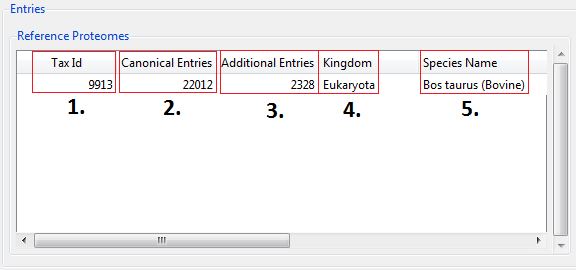 Entries
Reference Proteomes
Tax Id Canonical Entries Additional Entries Kingdom Species Name
9913 22012 2328 Eukaryota Bos taurus (Bovine)
1. 2. 3. 4. 5.